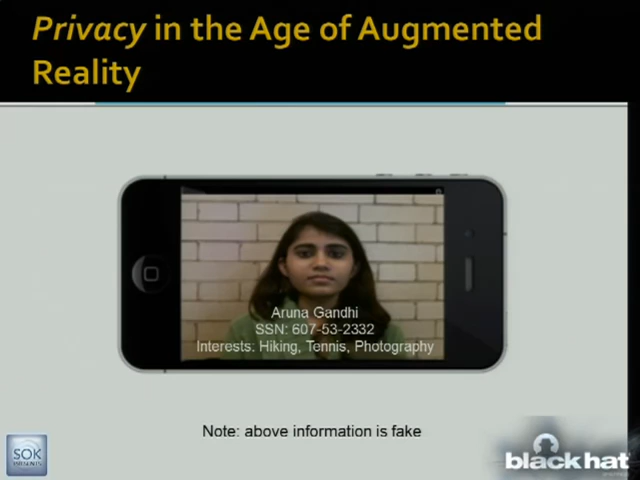 Privacy in the Age of Augmented
Reality
Aruna Gandhi
SSN: 607-53-2332
Interests: Hiking, Tennis, Photography
Note: above information is fake
SOK
black hat